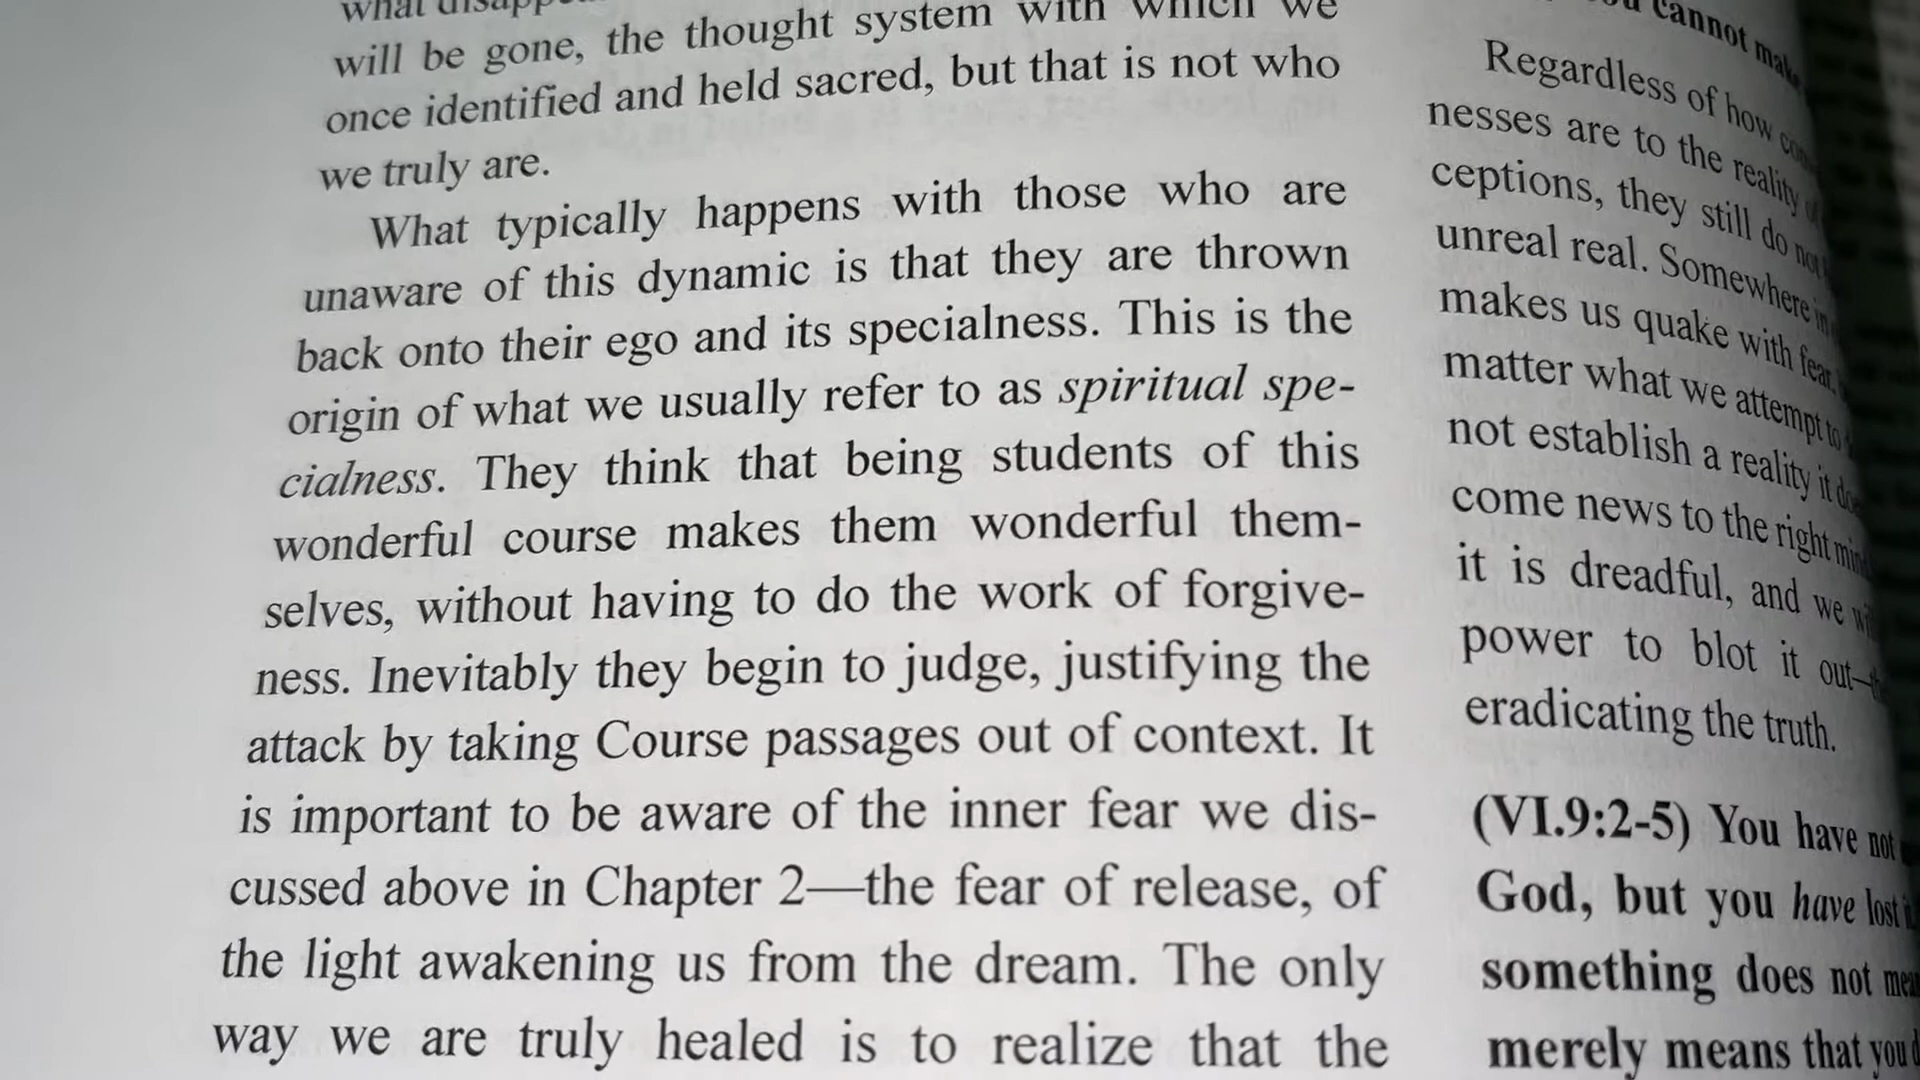 will be gone, the thought system with which we
once identified and held sacred, but that is not who
we truly are.
What typically happens with those who are
unaware of this dynamic is that they are thrown
back onto their ego and its specialness. This is the
origin of what we usually refer to as spiritual spe-
cialness. They think that being students of this
wonderful course makes them wonderful them-
selves, without having to do the work of forgive-
ness. Inevitably they begin to judge, justifying the
attack by taking Course passages out of context. It
is important to be aware of the inner fear we dis-
cussed above in Chapter 2—the fear of release, of
the light awakening us from the dream. The only
way we are truly healed is to realize that the
cannot
Regardless of how
nesses are to the reality
ceptions, they still do not
unreal real. Somewhere in
makes us quake with fear.
matter what we attempt to
not establish a reality it
come news to the right
it is dreadful, and we
power to blot it out—
eradicating the truth.
(VI.9:2-5) You have not
God, but you have lost
something does not
merely means that you